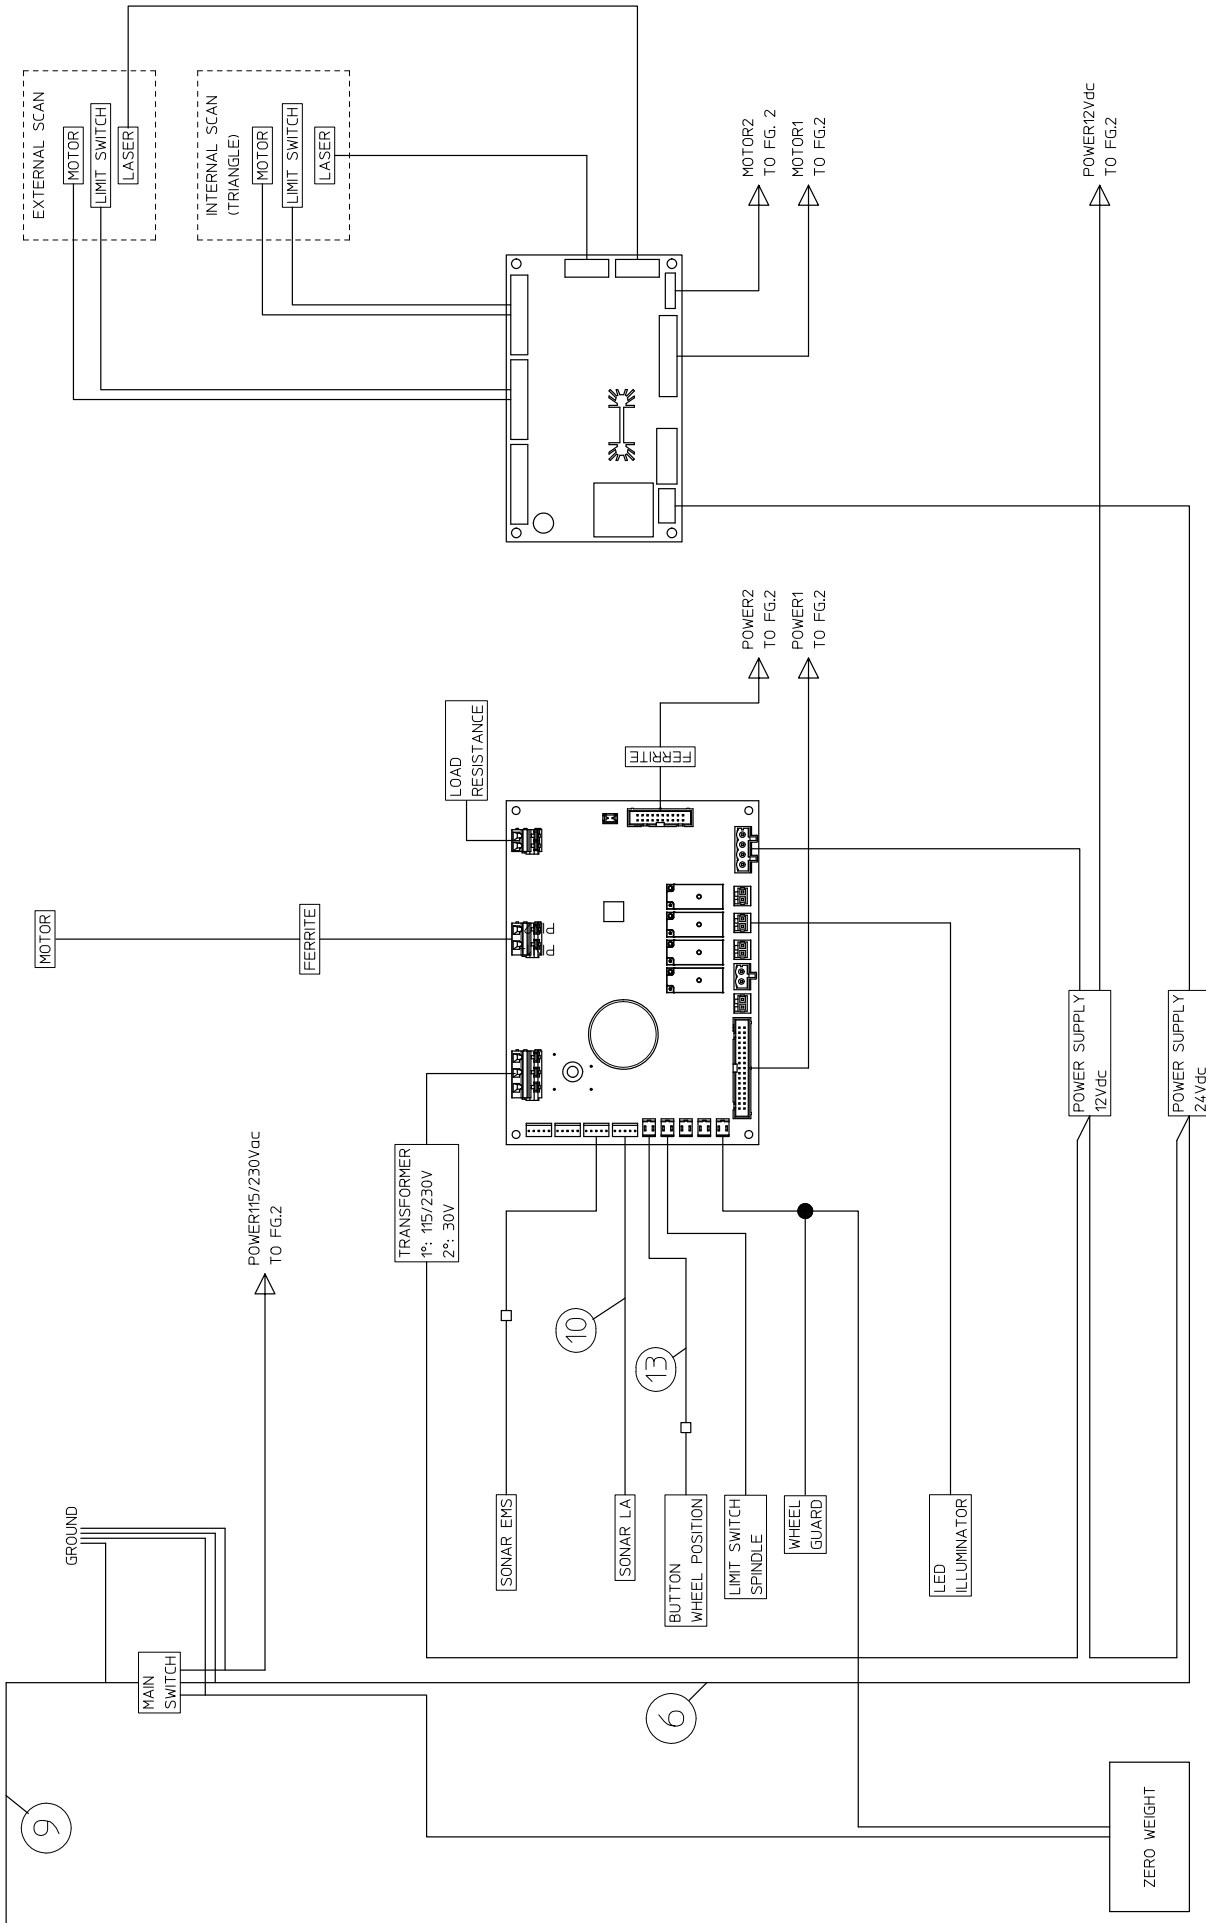 9
GROUND
MOTOR
EXTERNAL SCAN
MOTOR
LIMIT SWITCH
LASER
MAIN
SWITCH
POWER115/230Vac
TO FG.2
FERRITE
INTERNAL SCAN
(TRIANGLE)
MOTOR
LIMIT SWITCH
LASER
TRANSFORMER
1°: 115/230V
2°: 30V
LOAD
RESISTANCE
SONAR EMS
10
SONAR LA
13
BUTTON
WHEEL POSITION
6
LIMIT SWITCH
SPINDLE
WHEEL
GUARD
FERRITE
POWER2
TO FG.2
POWER1
TO FG.2
MOTOR2
TO FG. 2
MOTOR1
TO FG.2
LED
ILLUMINATOR
POWER SUPPLY
12Vdc
POWER12Vdc
TO FG.2
ZERO WEIGHT
POWER SUPPLY
24Vdc